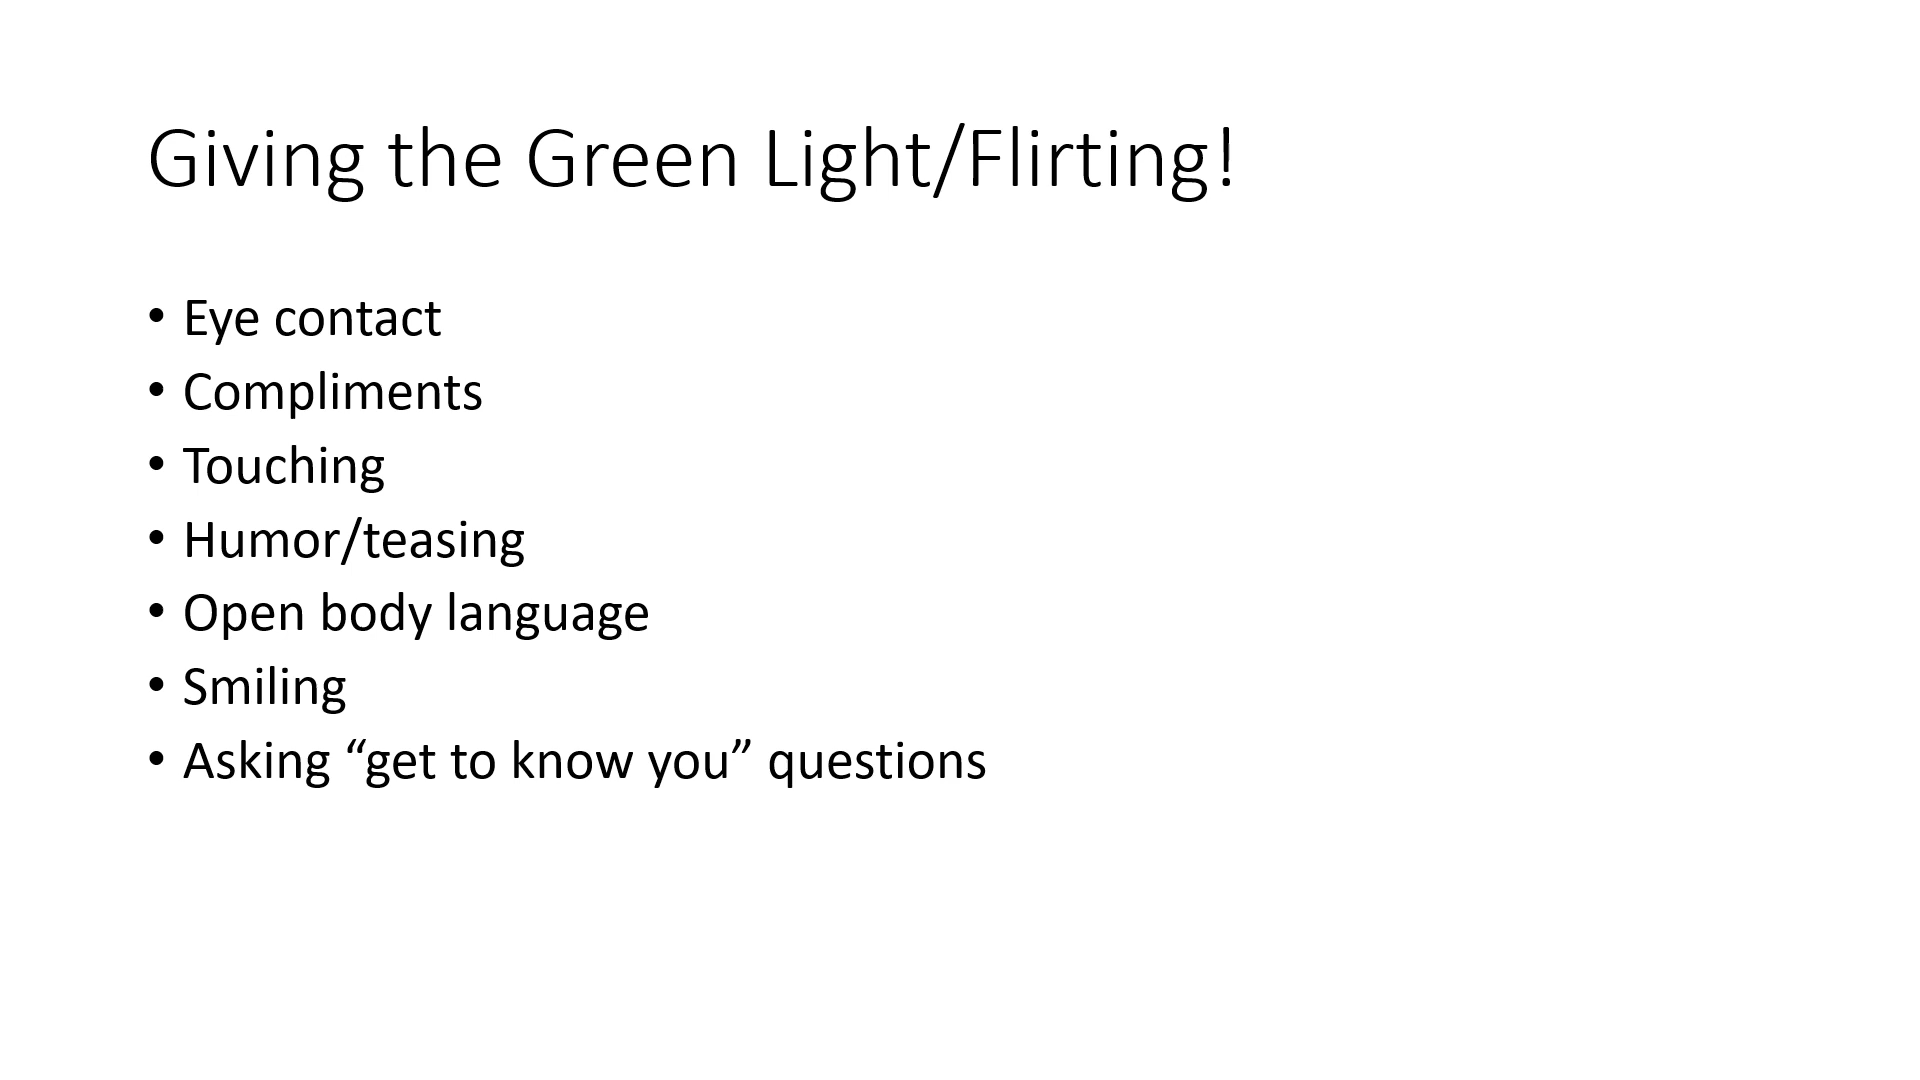 Giving the Green Light/Flirting!
• Eye contact
• Compliments
• Touching
• Humor/teasing
• Open body language
• Smiling
• Asking “get to know you” questions